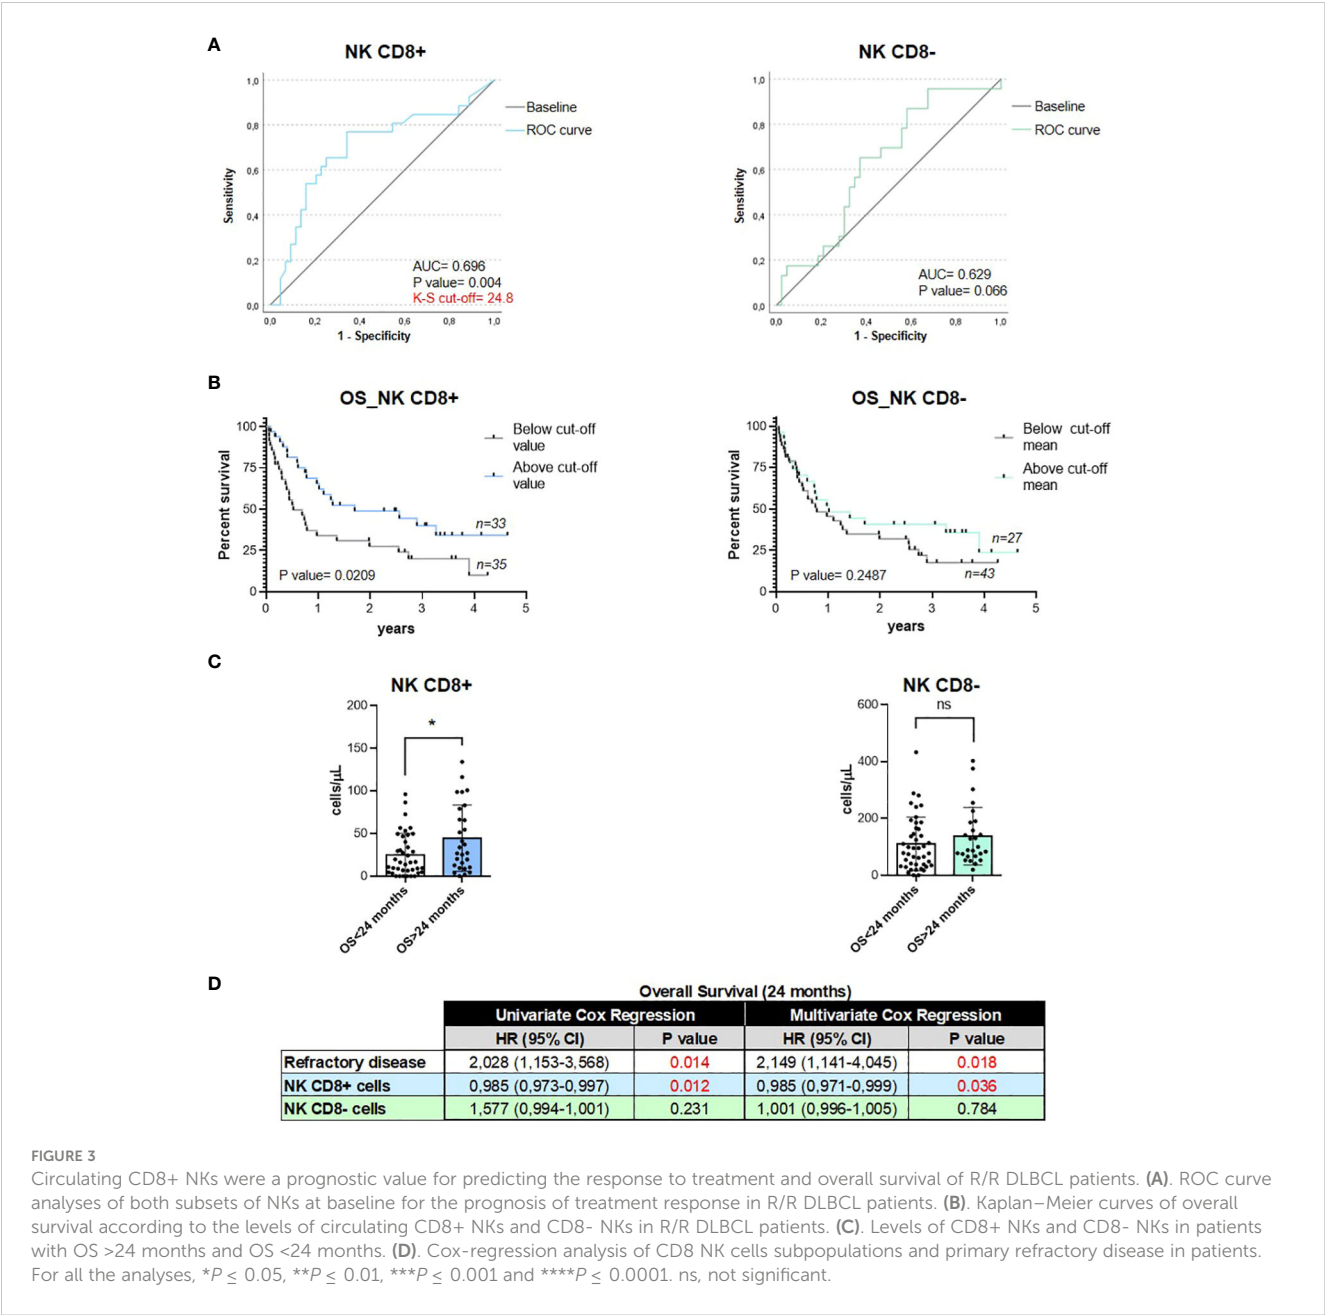 A
NK CD8+
NK CD8-
1,0
0,8
0,6
0,4
0,2
0,0
Sensitivity
Baseline
ROC curve
AUC= 0.696
P value= 0.004
K-S cut-off= 24.8
0,0 0,2 0,4 0,6 0,8 1,0
1 - Specificity
1,0
0,8
0,6
0,4
0,2
0,0
Sensitivity
Baseline
ROC curve
AUC= 0.629
P value= 0.066
0,0 0,2 0,4 0,6 0,8 1,0
1 - Specificity
B
OS_NK CD8+
100
75
50
25
0
Percent survival
Below cut-off
value
Above cut-off
value
n=33
n=35
P value= 0.0209
0 1 2 3 4 5
years
OS_NK CD8-
100
75
50
25
0
Percent survival
Below cut-off
mean
Above cut-off
mean
n=27
n=43
P value= 0.2487
0 1 2 3 4 5
years
C
NK CD8+
200
150
100
50
0
cells/µL
*
OS<24 months
OS>24 months
NK CD8-
600
400
200
0
cells/µL
ns
OS<24 months
OS>24 months
D
Overall Survival (24 months)
Univariate Cox Regression Multivariate Cox Regression
HR (95% CI) P value HR (95% CI) P value
Refractory disease 2,028 (1,153-3,568) 0.014 2,149 (1,141-4,045) 0.018
NK CD8+ cells 0,985 (0,973-0,997) 0.012 0,985 (0,971-0,999) 0.036
NK CD8- cells 1,577 (0,994-1,001) 0.231 1,001 (0,996-1,005) 0.784
FIGURE 3
Circulating CD8+ NKs were a prognostic value for predicting the response to treatment and overall survival of R/R DLBCL patients. (A). ROC curve
analyses of both subsets of NKs at baseline for the prognosis of treatment response in R/R DLBCL patients. (B). Kaplan–Meier curves of overall
survival according to the levels of circulating CD8+ NKs and CD8- NKs in R/R DLBCL patients. (C). Levels of CD8+ NKs and CD8- NKs in patients
with OS >24 months and OS <24 months. (D). Cox-regression analysis of CD8 NK cells subpopulations and primary refractory disease in patients.
For all the analyses, *P ≤ 0.05, **P ≤ 0.01, ***P ≤ 0.001 and ****P ≤ 0.0001. ns, not significant.